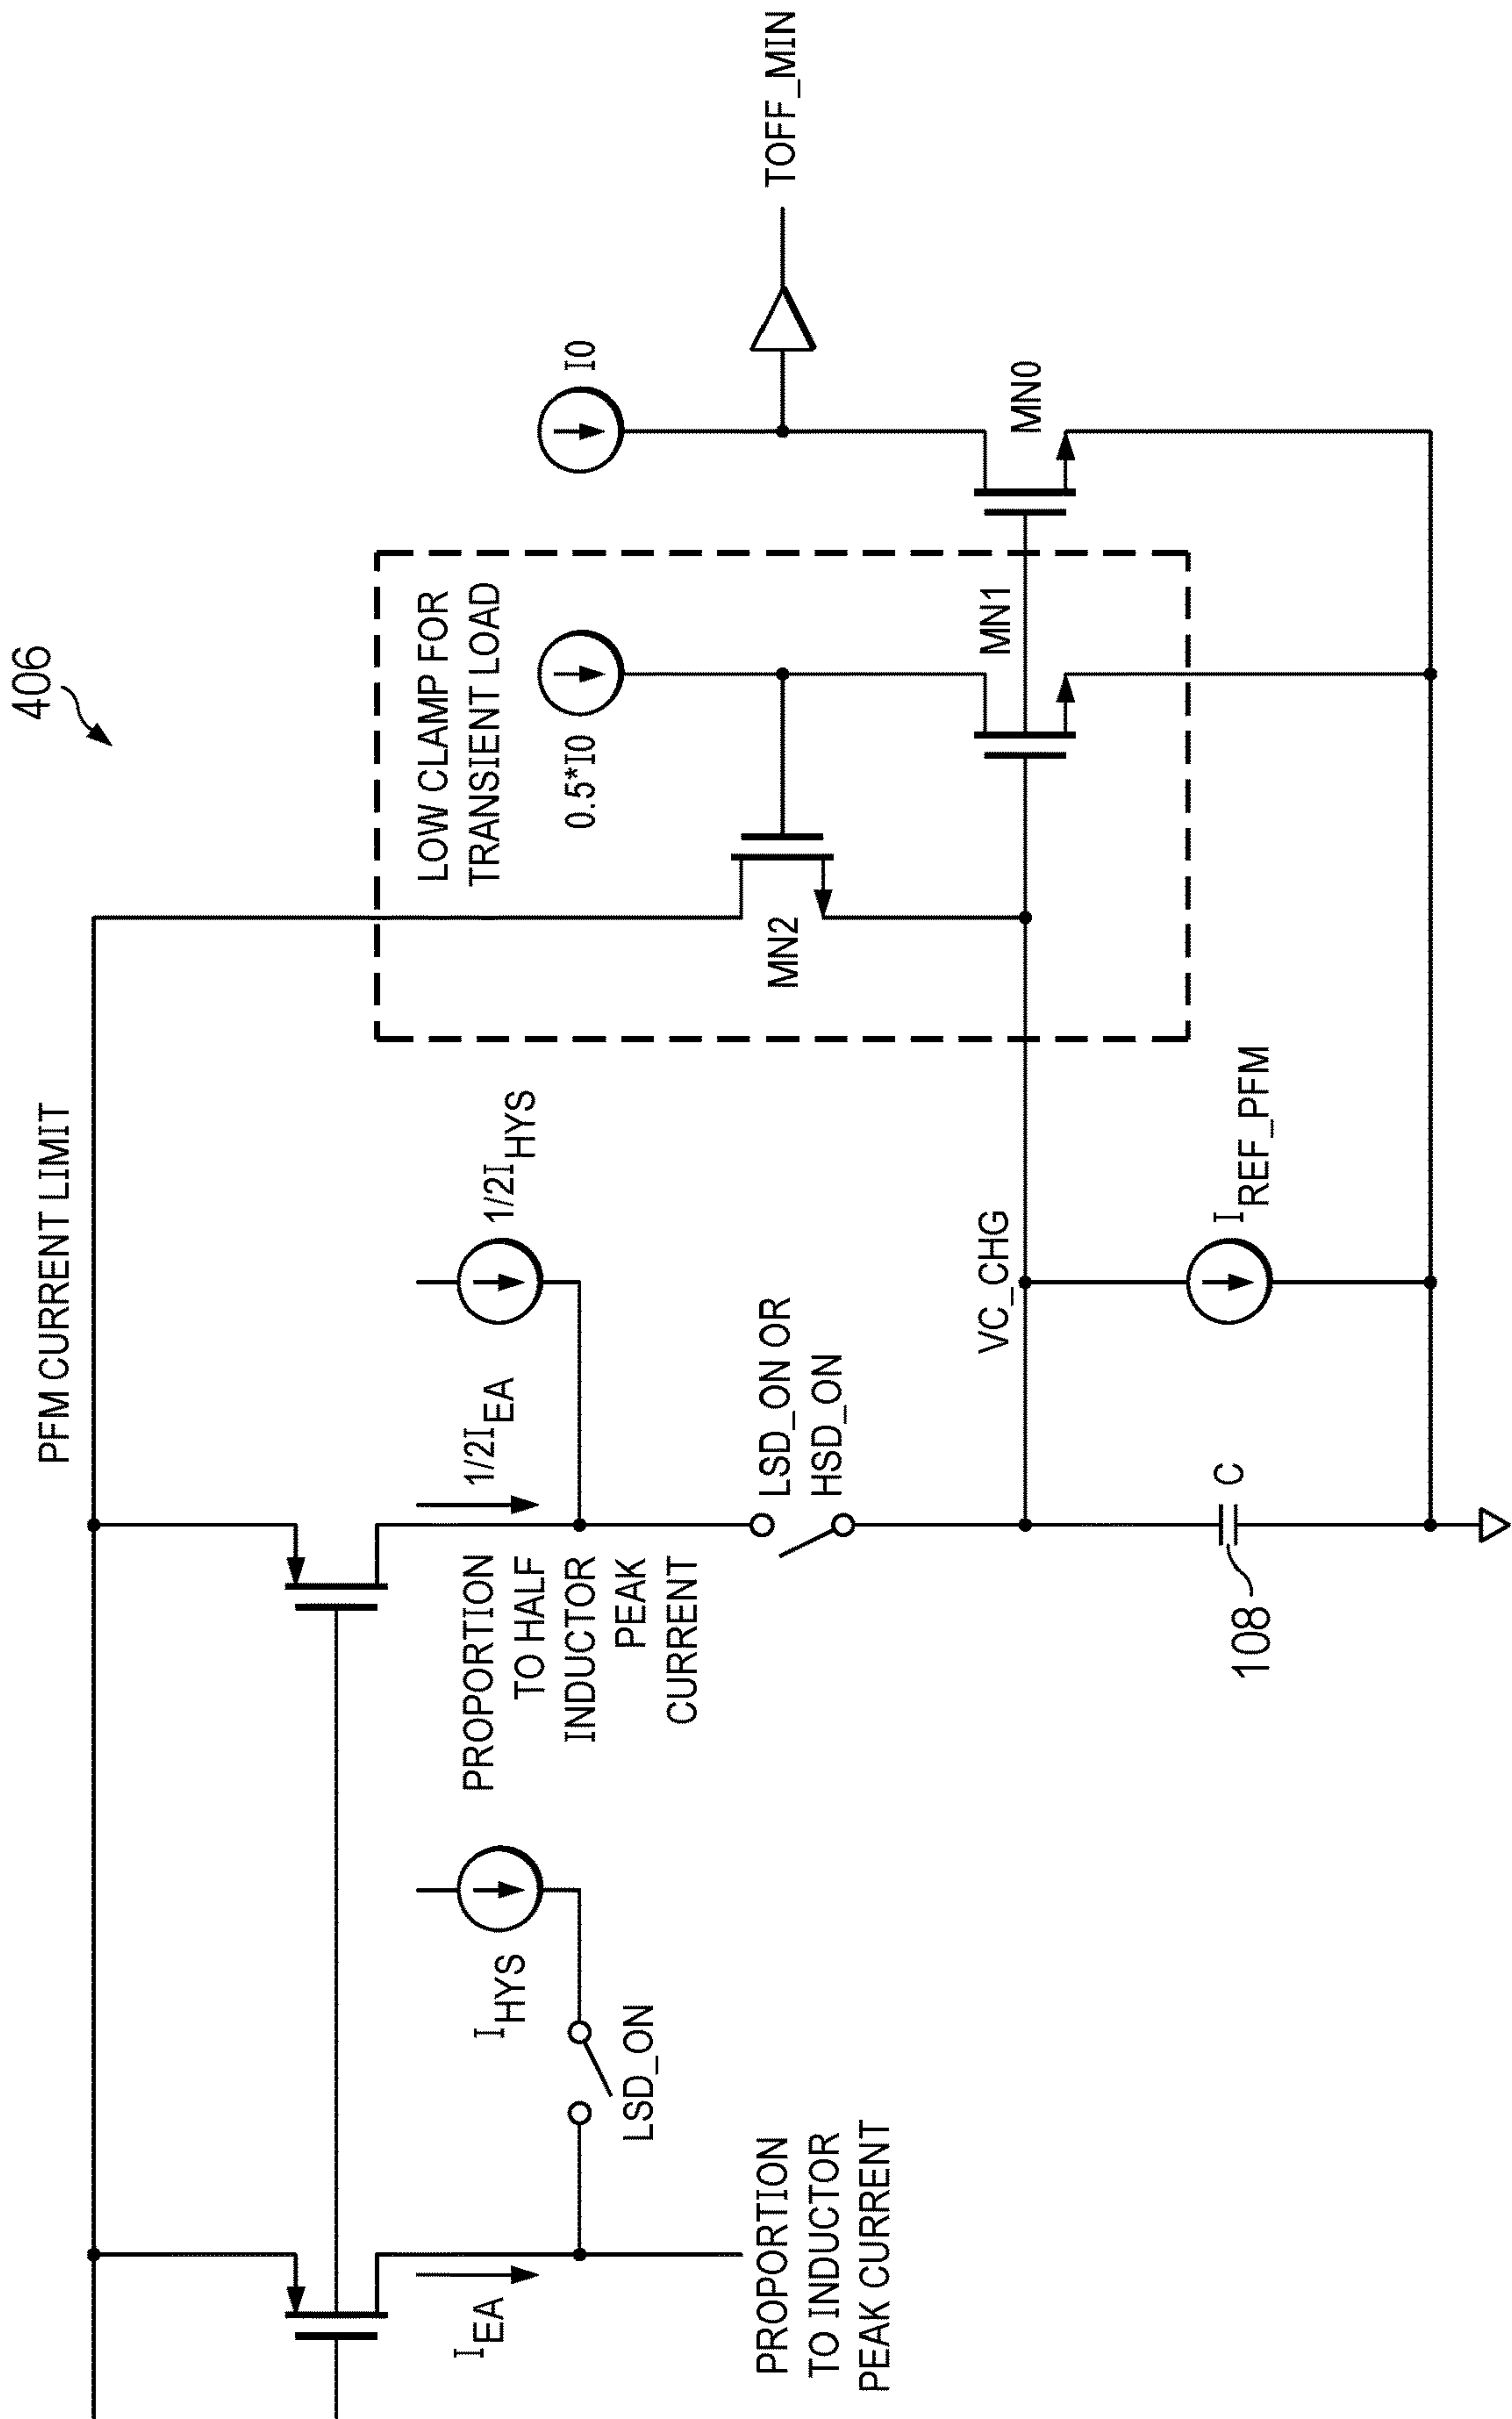 406
PFM CURRENT LIMIT
I_EA
I_HYS
LSD_ON
PROPORTION
TO INDUCTOR
PEAK CURRENT
PROPORTION
TO HALF
INDUCTOR
PEAK
CURRENT
1/2I_EA
1/2I_HYS
LSD_ON OR
HSD_ON
108
C
VC_CHG
I_REF_PFM
LOW CLAMP FOR
TRANSIENT LOAD
MN2
0.5*I0
MN1
I0
MN0
TOFF_MIN